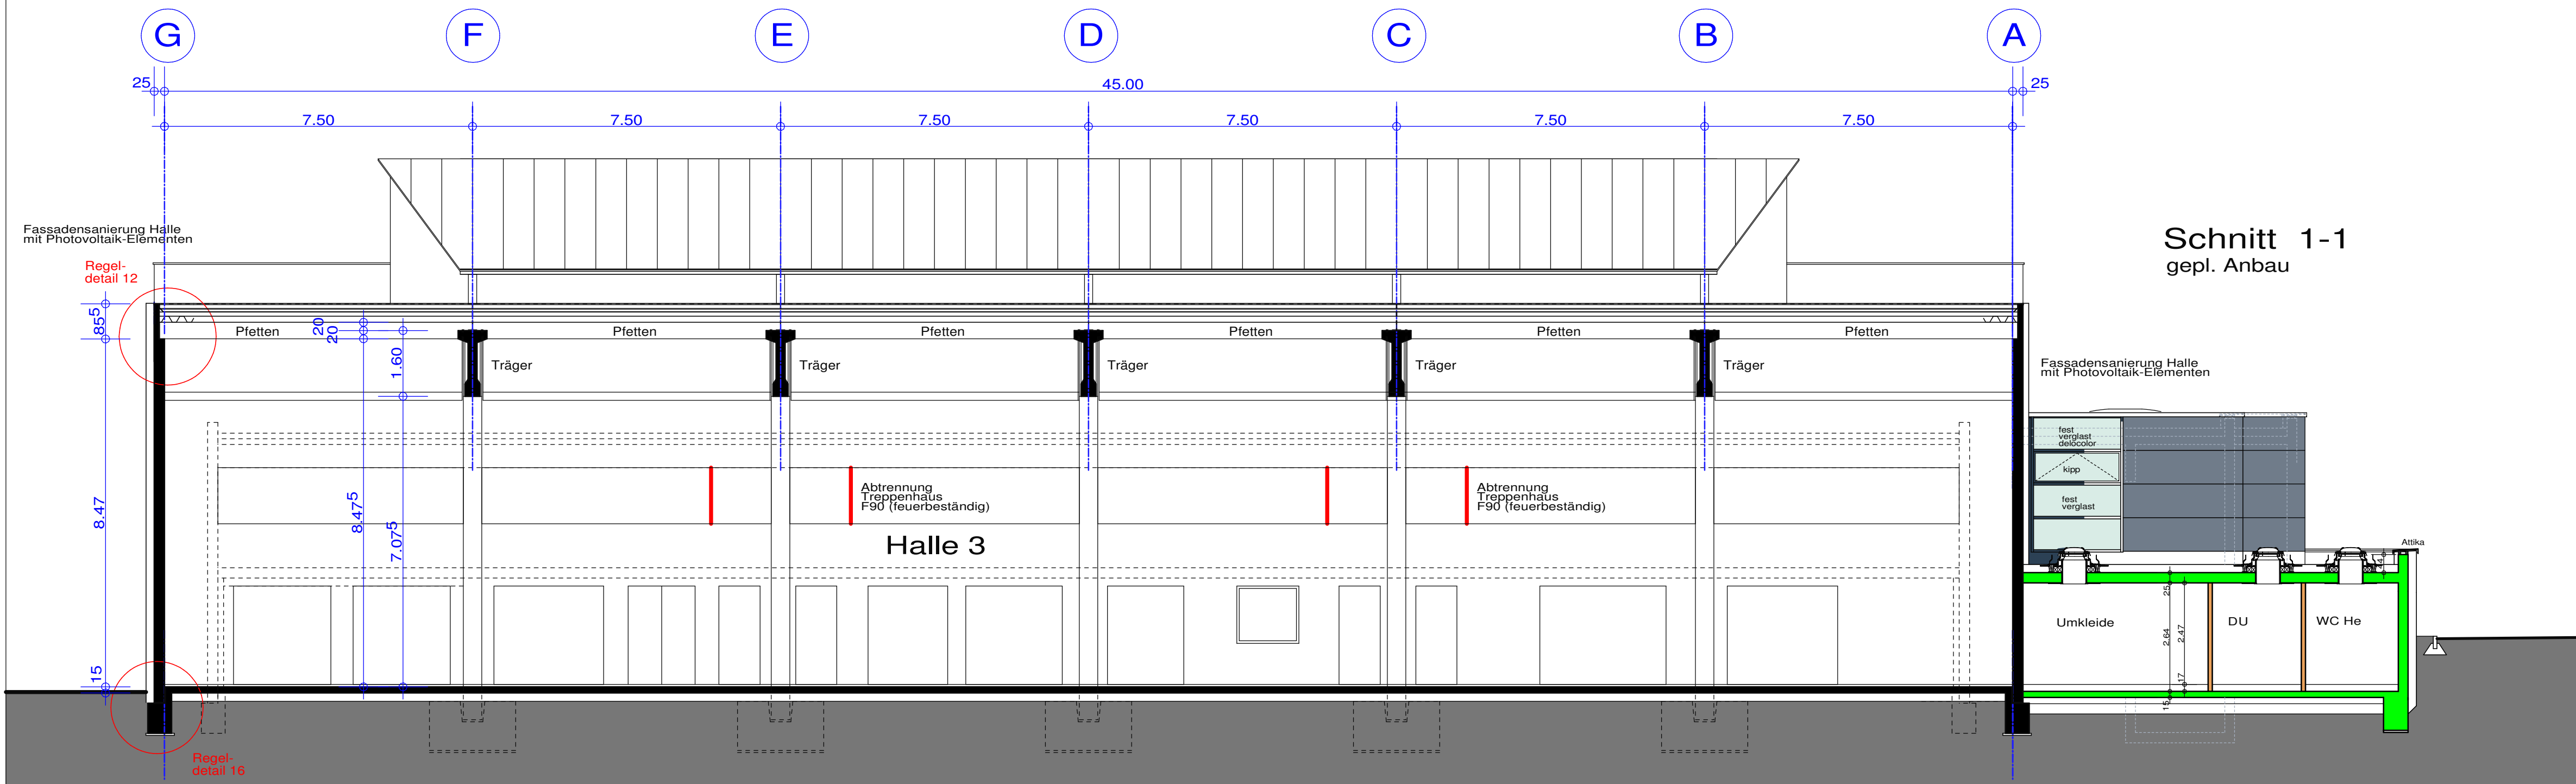 G F E D C B A
25 45.00 25
7.50 7.50 7.50 7.50 7.50 7.50
Fassadensanierung Halle
mit Photovoltaik-Elementen
Regel-
detail 12
Schnitt 1-1
gepl. Anbau
85⁵
20
20
1.60
Pfetten Pfetten Pfetten Pfetten Pfetten Pfetten
Träger Träger Träger Träger Träger
Fassadensanierung Halle
mit Photovoltaik-Elementen
fest
verglast
delocolor
kipp
fest
verglast
8.47
8.47⁵
7.07⁵
Abtrennung
Treppenhaus
F90 (feuerbeständig)
Abtrennung
Treppenhaus
F90 (feuerbeständig)
Halle 3
Attika
44
25
2.64
2.47
17
15
Umkleide DU WC He
15
Regel-
detail 16